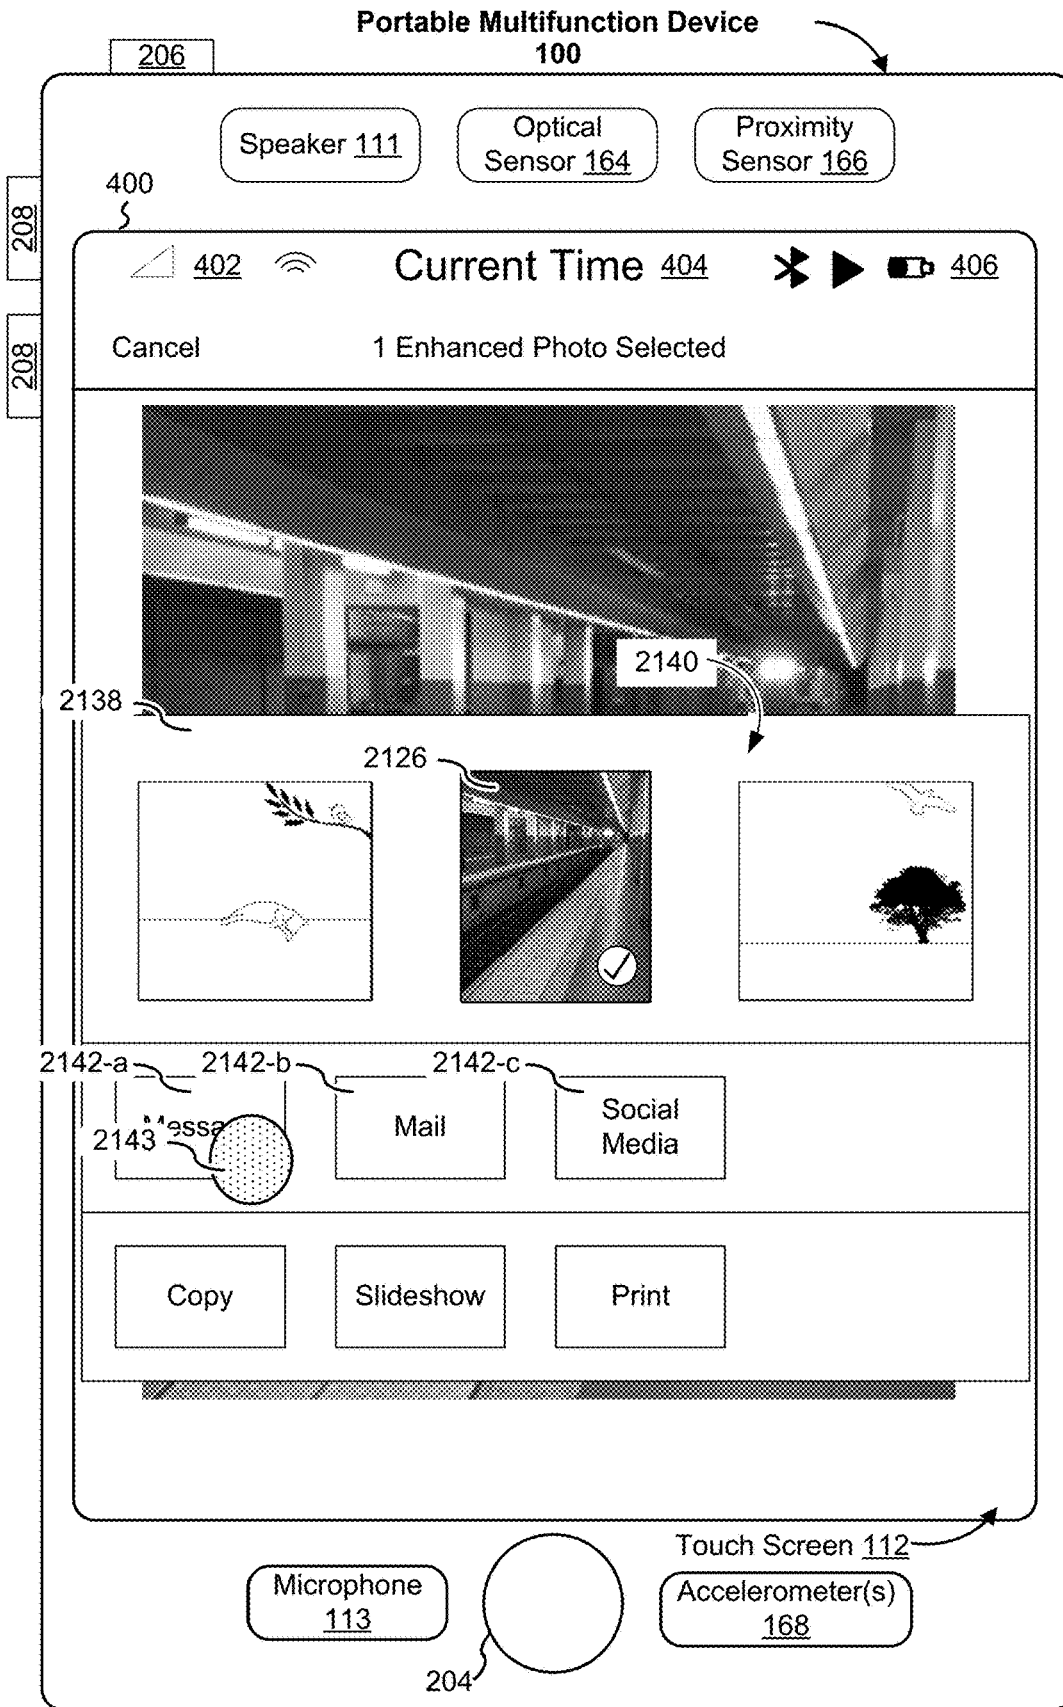 Portable Multifunction Device
100
206
Speaker 111
Optical
Sensor 164
Proximity
Sensor 166
208
208
400
402
Current Time 404
406
Cancel
1 Enhanced Photo Selected
2140
2138
2126
2142-a
2142-b
2142-c
Messa
2143
Mail
Social
Media
Copy
Slideshow
Print
Touch Screen 112
Microphone
113
Accelerometer(s)
168
204